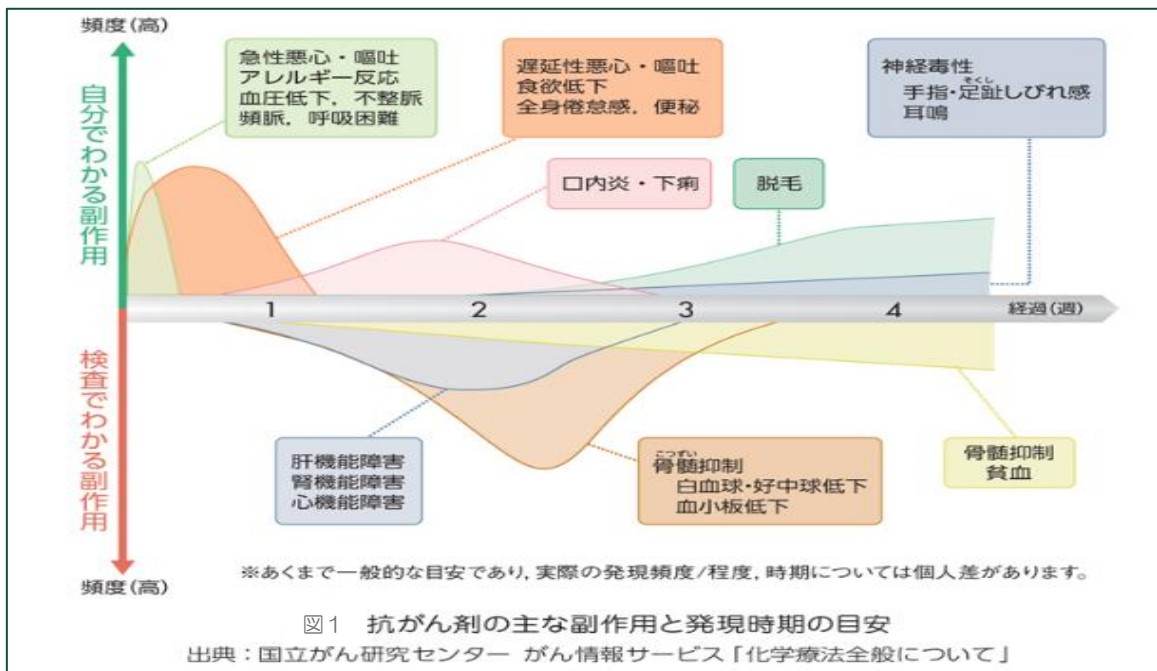 頻度(高)
自分でわかる副作用
急性悪心・嘔吐
アレルギー反応
血圧低下，不整脈
頻脈，呼吸困難
遅延性悪心・嘔吐
食欲低下
全身倦怠感，便秘
神経毒性
そくし
手指・足趾しびれ感
耳鳴
口内炎・下痢
脱毛
1 2 3 4 経過(週)
検査でわかる副作用
肝機能障害
腎機能障害
心機能障害
こつずい
骨髄抑制
白血球・好中球低下
血小板低下
骨髄抑制
貧血
頻度(高)
※あくまで一般的な目安であり，実際の発現頻度/程度，時期については個人差があります。
図1 抗がん剤の主な副作用と発現時期の目安
出典：国立がん研究センター がん情報サービス「化学療法全般について」